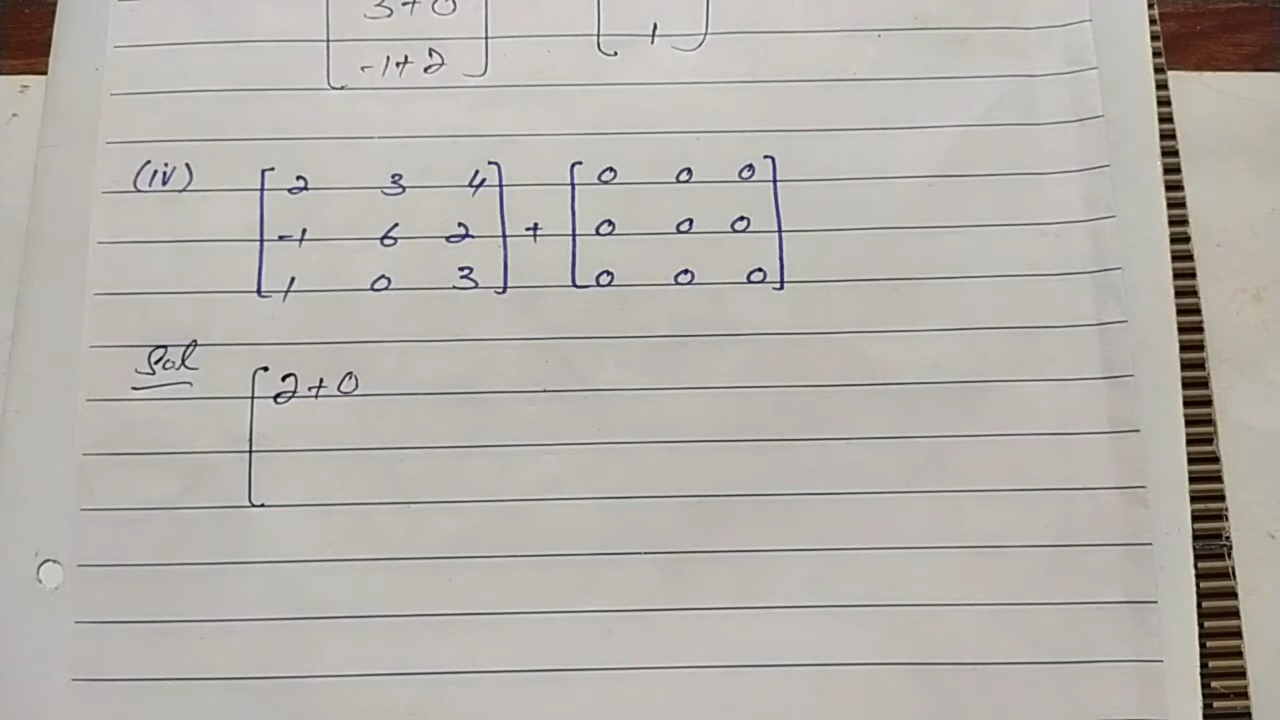 3+0
-1+2 1
(iv) [ 2 3 4 ] + [ 0 0 0 ]
[ -1 6 2 ] [ 0 0 0 ]
[ 1 0 3 ] [ 0 0 0 ]
Sol [ 2+0